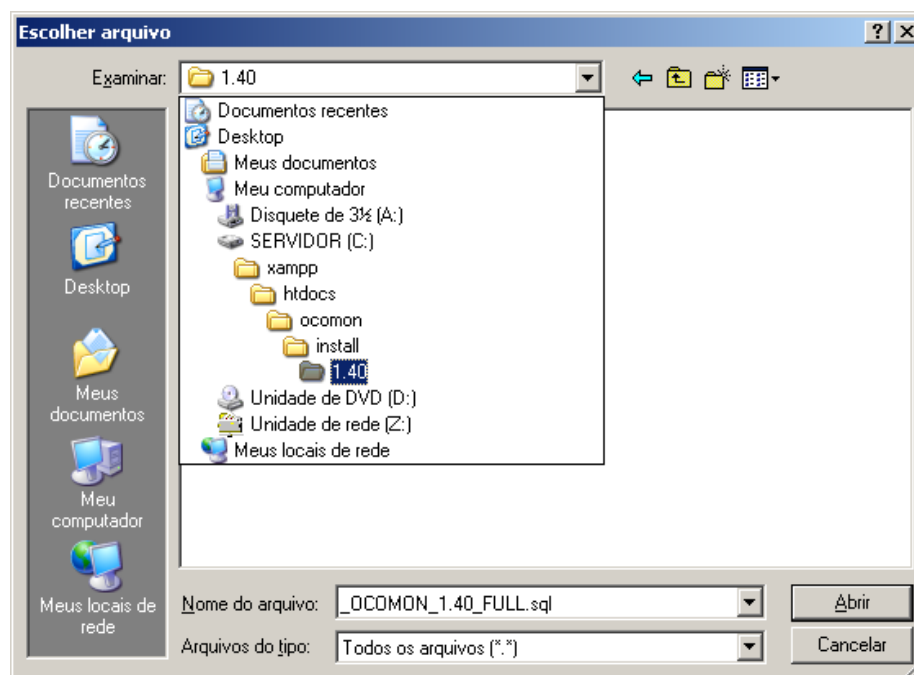 Escolher arquivo
Examinar:
1.40
Documentos recentes
Desktop
Meus documentos
Meu computador
Disquete de 3½ (A:)
SERVIDOR (C:)
xampp
htdocs
ocomon
install
1.40
Unidade de DVD (D:)
Unidade de rede (Z:)
Meus locais de rede
Documentos
recentes
Desktop
Meus
documentos
Meu
computador
Meus locais de
rede
Nome do arquivo:
_OCOMON_1.40_FULL.sql
Abrir
Arquivos do tipo:
Todos os arquivos (*.*)
Cancelar